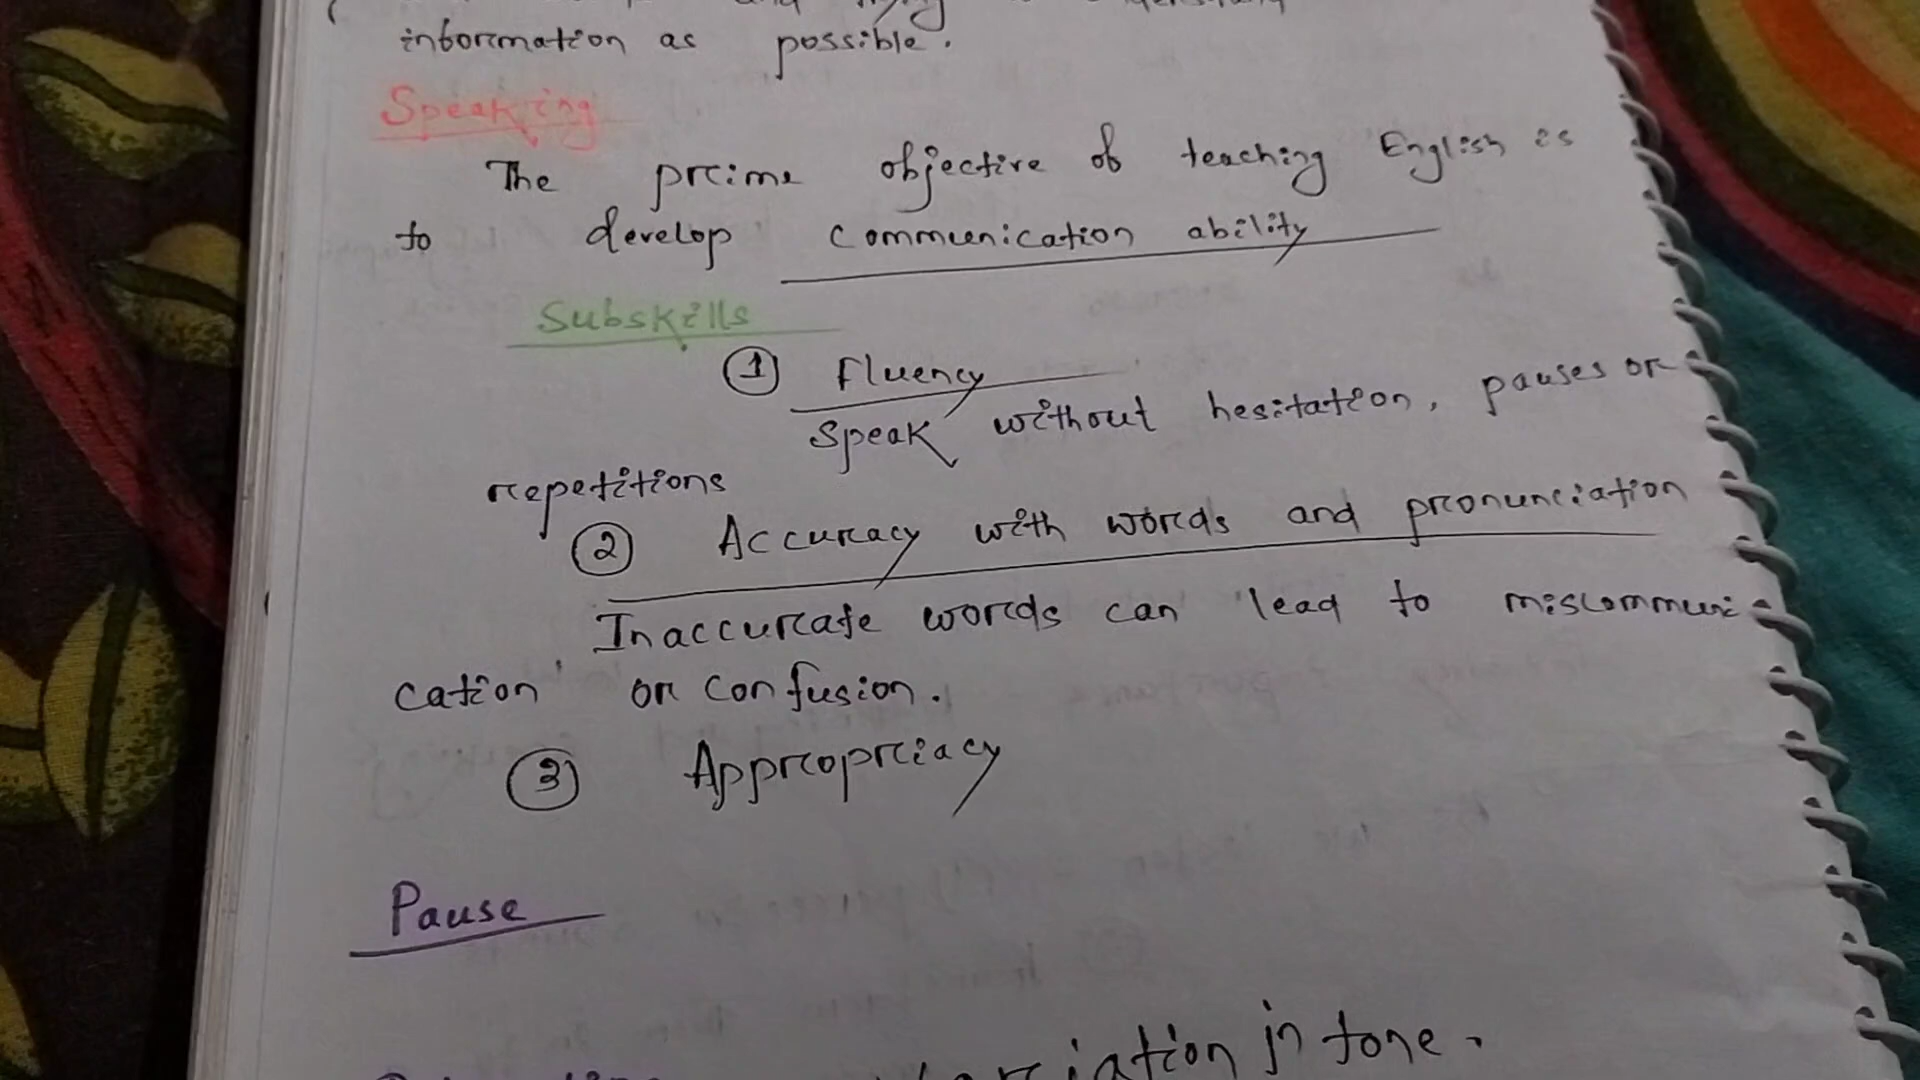 information as possible.
Speaking
The prime objective of teaching English is
to develop communication ability
Subskills
① Fluency
Speak without hesitation, pauses or
repetitions
② Accuracy with words and pronunciation
Inaccurate words can lead to miscommuni
cation or confusion.
③ Appropriacy
Pause
in tone.